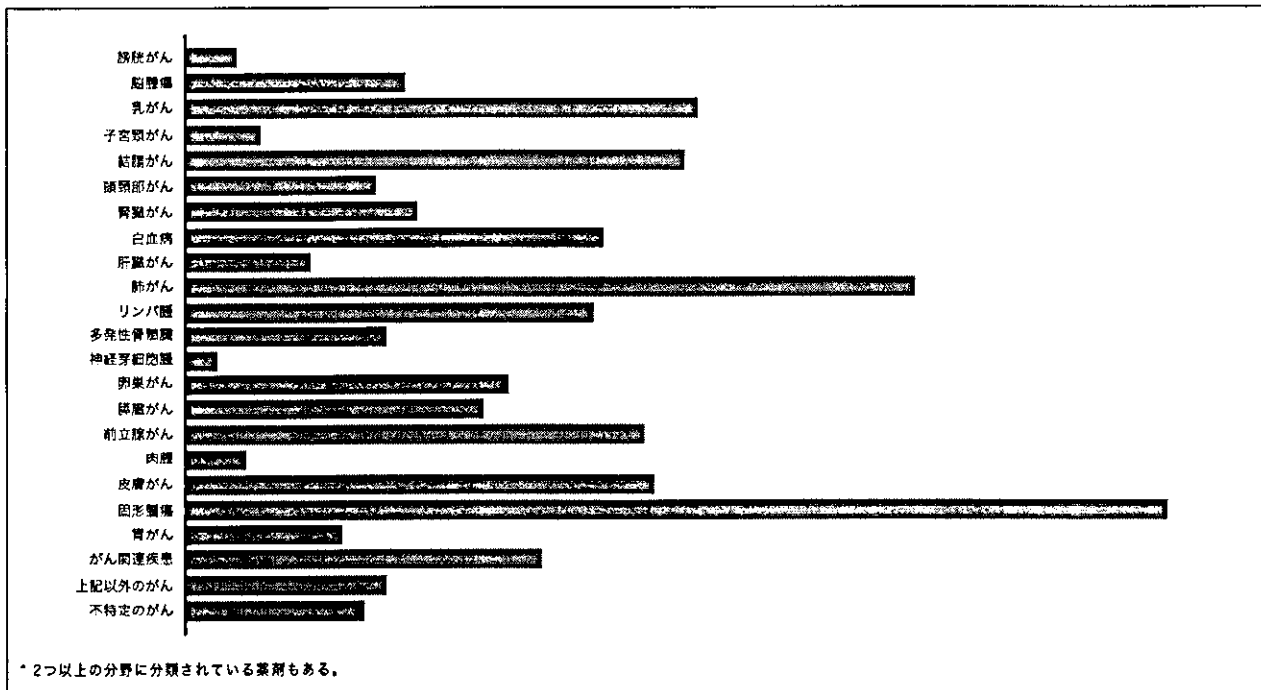 膀胱がん
脳腫瘍
乳がん
子宮頸がん
結腸がん
頭頸部がん
腎臓がん
白血病
肝臓がん
肺がん
リンパ腫
多発性骨髄腫
神経芽細胞腫
卵巣がん
膵臓がん
前立腺がん
肉腫
皮膚がん
固形腫瘍
胃がん
がん関連疾患
上記以外のがん
不特定のがん
* 2つ以上の分野に分類されている薬剤もある。